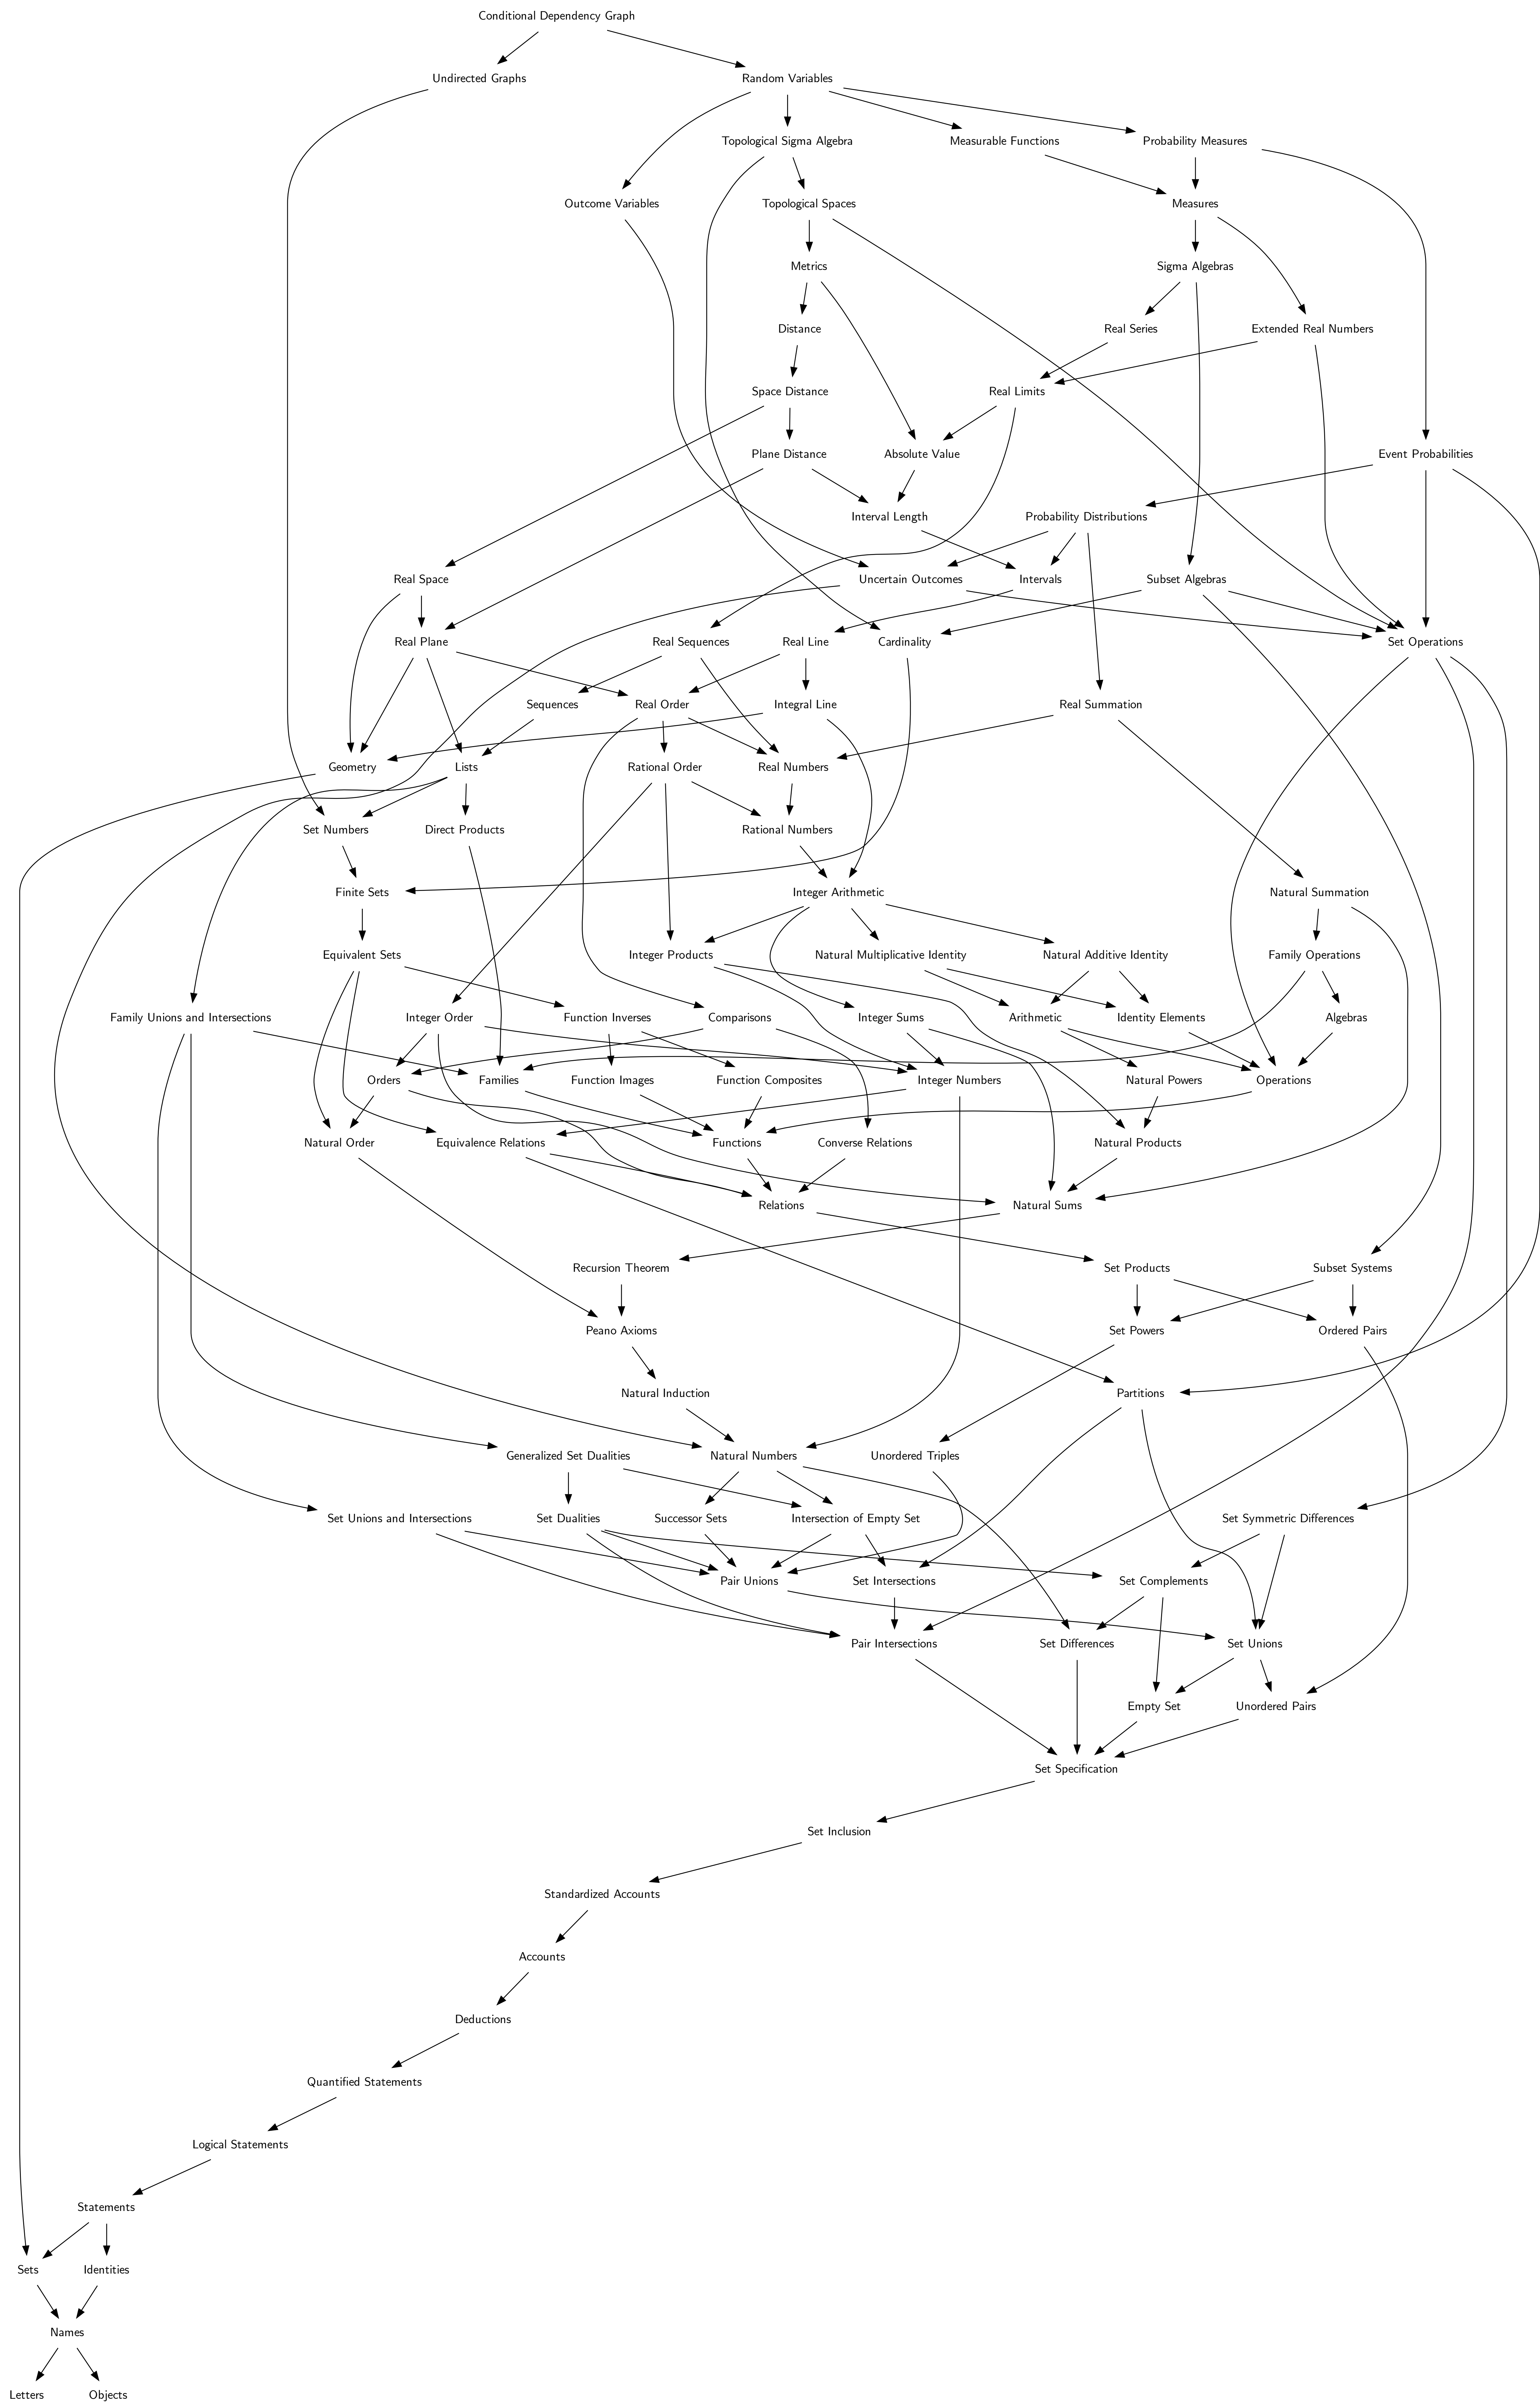 Conditional Dependency Graph
Undirected Graphs
Random Variables
Topological Sigma Algebra
Measurable Functions
Probability Measures
Outcome Variables
Topological Spaces
Measures
Metrics
Sigma Algebras
Distance
Real Series
Extended Real Numbers
Space Distance
Real Limits
Plane Distance
Absolute Value
Event Probabilities
Interval Length
Probability Distributions
Real Space
Uncertain Outcomes
Intervals
Subset Algebras
Real Plane
Real Sequences
Real Line
Cardinality
Set Operations
Sequences
Real Order
Integral Line
Real Summation
Geometry
Lists
Rational Order
Real Numbers
Set Numbers
Direct Products
Rational Numbers
Finite Sets
Integer Arithmetic
Natural Summation
Equivalent Sets
Integer Products
Natural Multiplicative Identity
Natural Additive Identity
Family Operations
Family Unions and Intersections
Integer Order
Function Inverses
Comparisons
Integer Sums
Arithmetic
Identity Elements
Algebras
Orders
Families
Function Images
Function Composites
Integer Numbers
Natural Powers
Operations
Natural Order
Equivalence Relations
Functions
Converse Relations
Natural Products
Relations
Natural Sums
Recursion Theorem
Set Products
Subset Systems
Peano Axioms
Set Powers
Ordered Pairs
Natural Induction
Partitions
Generalized Set Dualities
Natural Numbers
Unordered Triples
Set Unions and Intersections
Set Dualities
Successor Sets
Intersection of Empty Set
Set Symmetric Differences
Pair Unions
Set Intersections
Set Complements
Pair Intersections
Set Differences
Set Unions
Empty Set
Unordered Pairs
Set Specification
Set Inclusion
Standardized Accounts
Accounts
Deductions
Quantified Statements
Logical Statements
Statements
Sets
Identities
Names
Letters
Objects